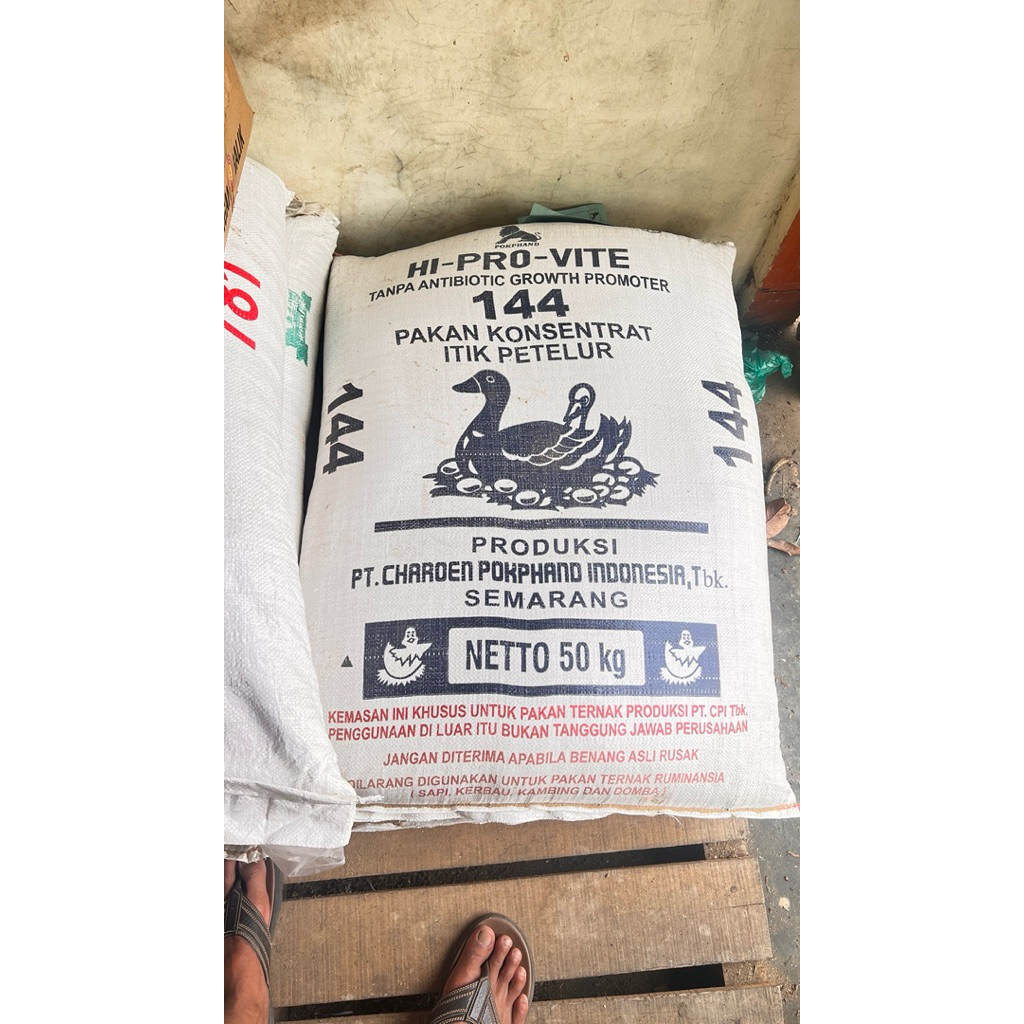 POKPHAND
HI-PRO-VITE
TANPA ANTIBIOTIC GROWTH PROMOTER
144
PAKAN KONSENTRAT
ITIK PETELUR
144
144
PRODUKSI
PT. CHAROEN POKPHAND INDONESIA, Tbk.
SEMARANG
NETTO 50 kg
KEMASAN INI KHUSUS UNTUK PAKAN TERNAK PRODUKSI PT. CPI Tbk.
PENGGUNAAN DI LUAR ITU BUKAN TANGGUNG JAWAB PERUSAHAAN
JANGAN DITERIMA APABILA BENANG ASLI RUSAK
DILARANG DIGUNAKAN UNTUK PAKAN TERNAK RUMINANSIA
( SAPI, KERBAU, KAMBING DAN DOMBA )